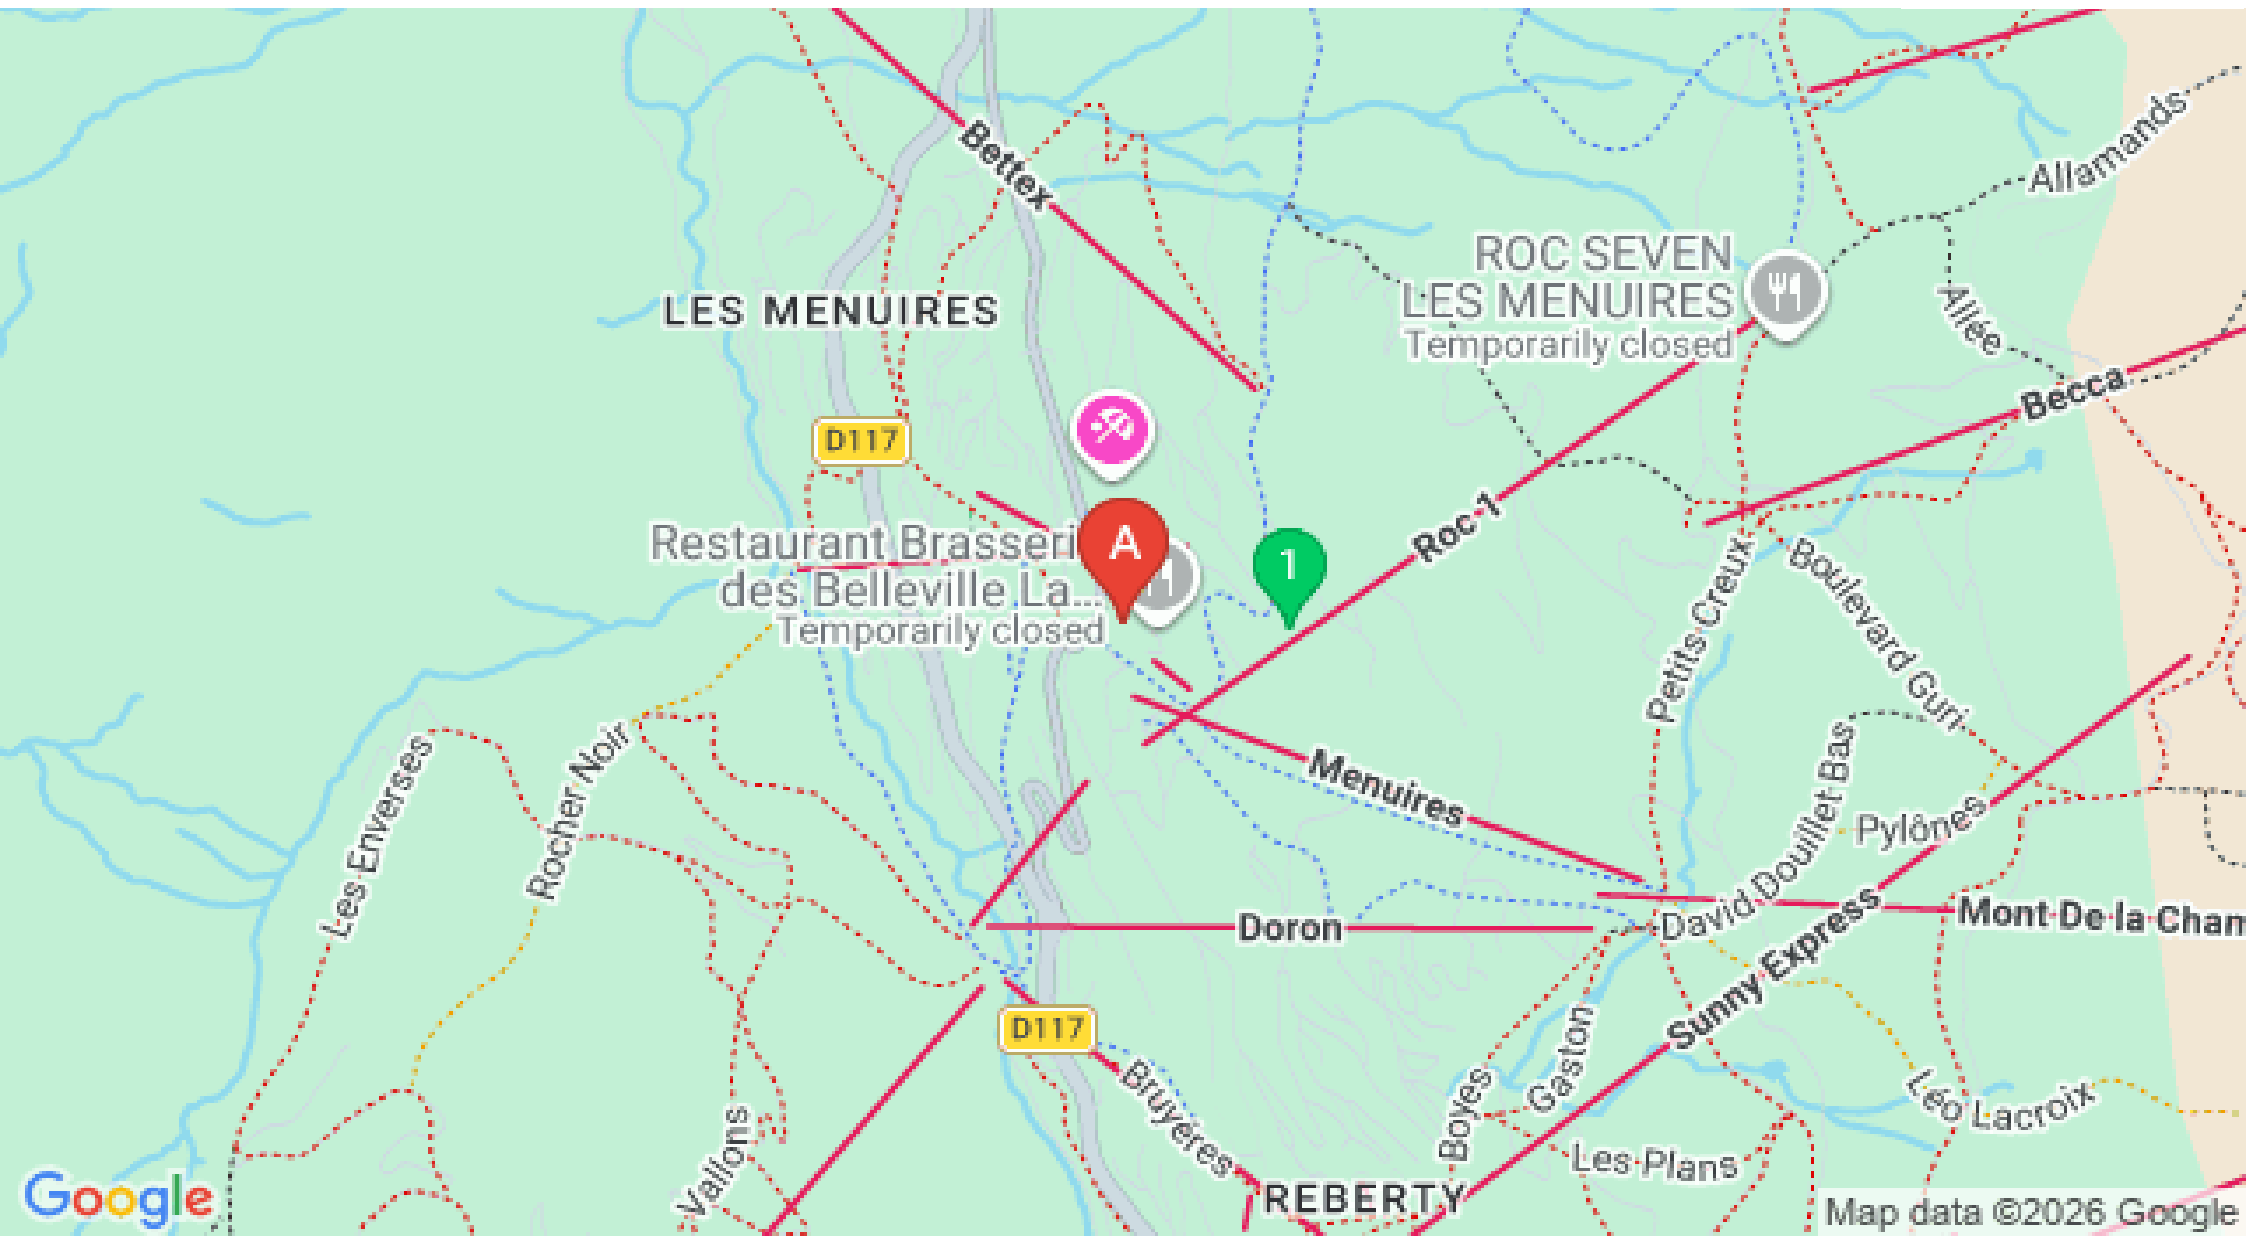 Bettex
Allamands
ROC SEVEN
LES MENUIRES
Temporarily closed
LES MENUIRES
Allée
Becca
D117
Roc 1
A
1
Restaurant Brasseri
des Belleville La...
Temporarily closed
Petits Creux
Boulevard Guri
Les Enverses
Rocher Noir
Menuires
David Douillet Bas
Pylônes
Doron
Mont De la Cham
Sunny Express
D117
Gaston
Bruyéres
Boyes
Léo Lacroix
Vallons
Les Plans
REBERTY
Google
Map data ©2026 Google